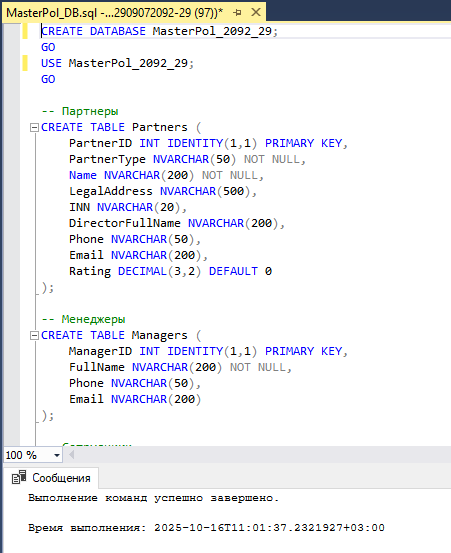 MasterPol_DB.sql -...2909072092-29 (97))*
CREATE DATABASE MasterPol_2092_29;
GO
USE MasterPol_2092_29;
GO
-- Партнеры
CREATE TABLE Partners (
PartnerID INT IDENTITY(1,1) PRIMARY KEY,
PartnerType NVARCHAR(50) NOT NULL,
Name NVARCHAR(200) NOT NULL,
LegalAddress NVARCHAR(500),
INN NVARCHAR(20),
DirectorFullName NVARCHAR(200),
Phone NVARCHAR(50),
Email NVARCHAR(200),
Rating DECIMAL(3,2) DEFAULT 0
);
-- Менеджеры
CREATE TABLE Managers (
ManagerID INT IDENTITY(1,1) PRIMARY KEY,
FullName NVARCHAR(200) NOT NULL,
Phone NVARCHAR(50),
Email NVARCHAR(200)
);
100 %
Сообщения
Выполнение команд успешно завершено.
Время выполнения: 2025-10-16T11:01:37.2321927+03:00